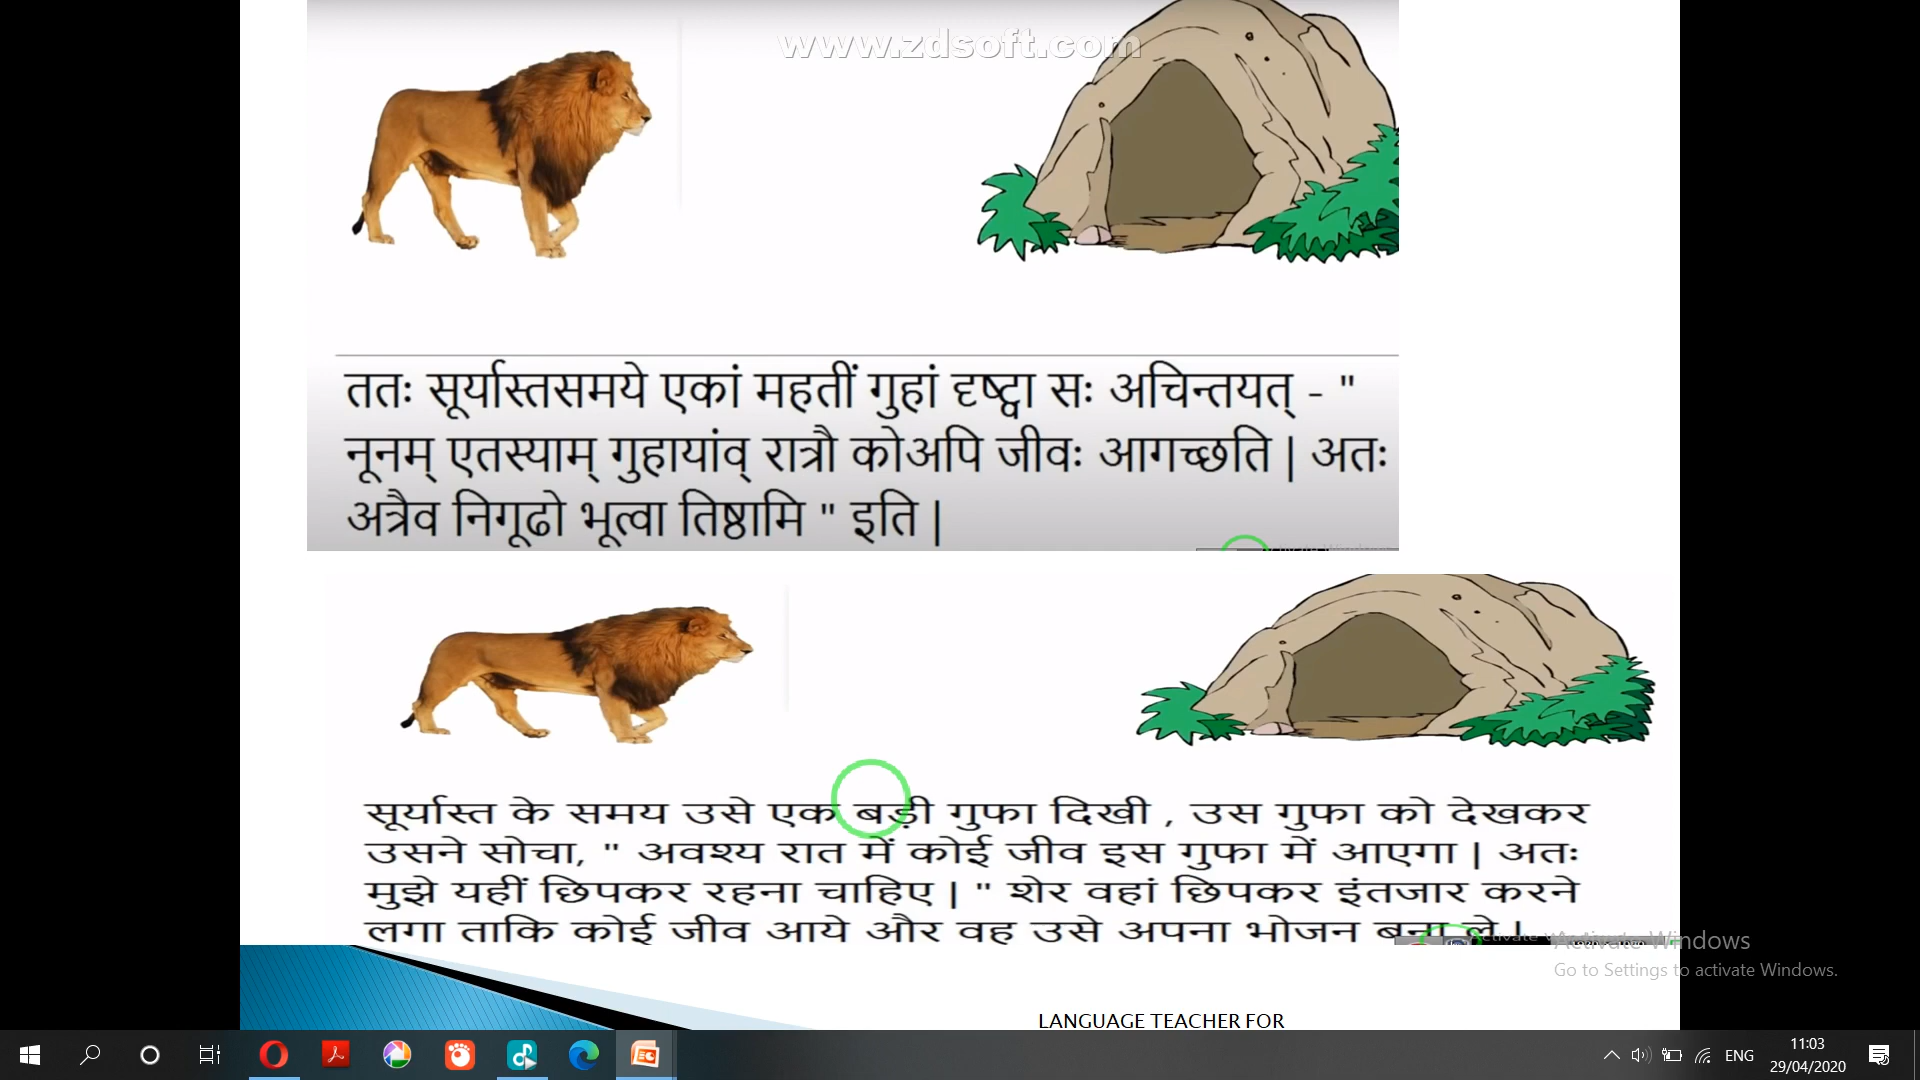 www.zdsoft.com
ततः सूर्यास्तसमये एकां महतीं गुहां दृष्ट्वा सः अचिन्तयत् - "
नूनम् एतस्याम् गुहायांव् रात्रौ कोअपि जीवः आगच्छति | अतः
अत्रैव निगूढो भूत्वा तिष्ठामि " इति |
सूर्यास्त के समय उसे एक बड़ी गुफा दिखी , उस गुफा को देखकर
उसने सोचा, " अवश्य रात में कोई जीव इस गुफा में आएगा | अतः
मुझे यहीं छिपकर रहना चाहिए | " शेर वहां छिपकर इंतजार करने
लगा ताकि कोई जीव आये और वह उसे अपना भोजन बना ले |
Activate Windows
Go to Settings to activate Windows.
LANGUAGE TEACHER FOR
ENG
11:03
29/04/2020